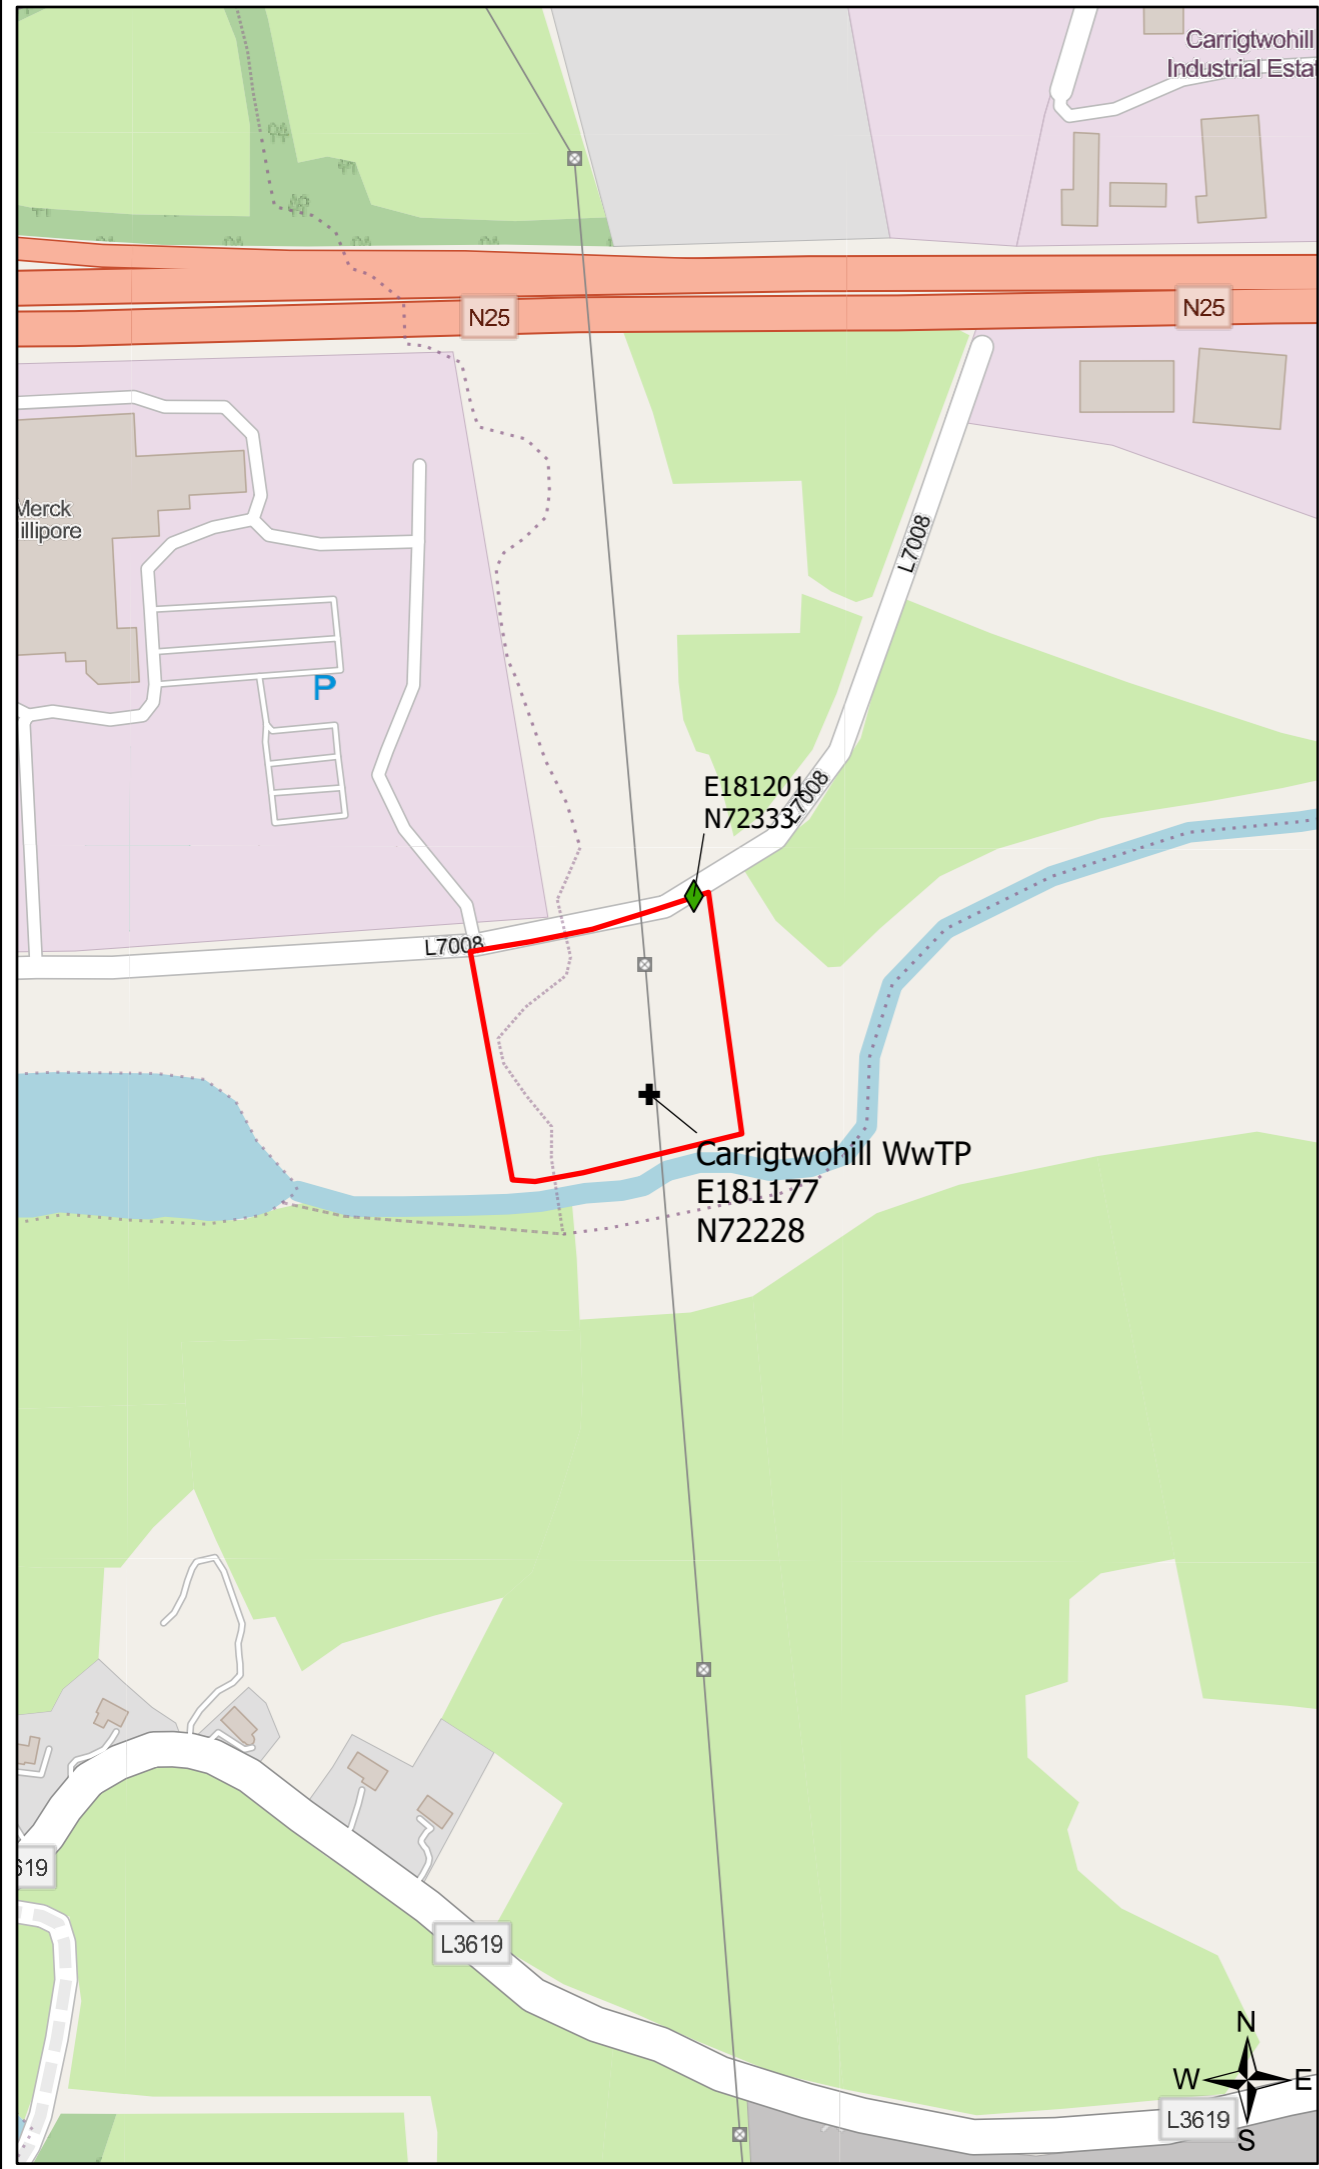 Carrigtwohill
Industrial Estat
N25
N25
Merck
illipore
L7008
P
E181201
N72333
L7008
L7008
Carrigtwohill WwTP
E181177
N72228
619
L3619
N
W
E
L3619
S